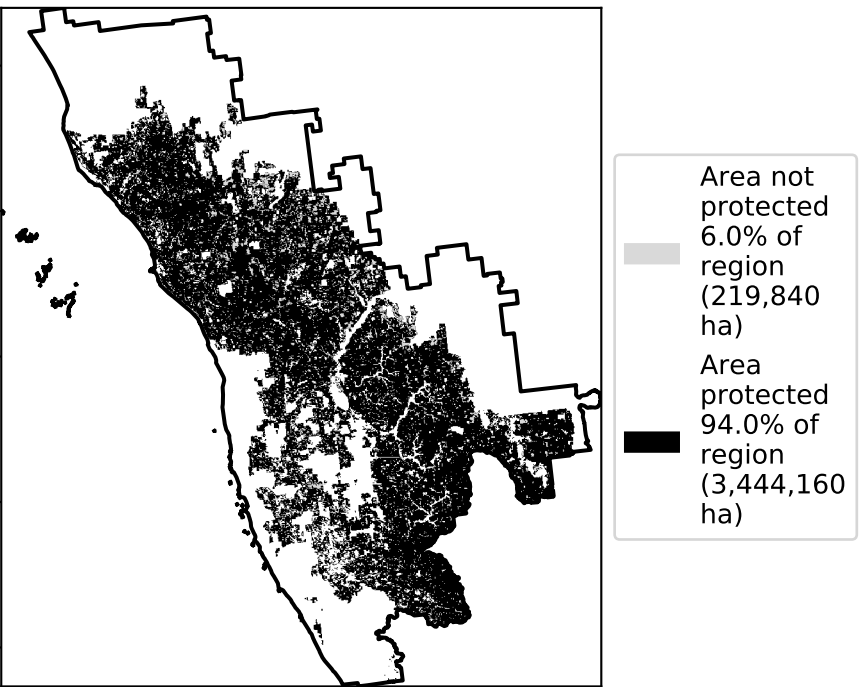 Area not
protected
6.0% of
region
(219,840
ha)
Area
protected
94.0% of
region
(3,444,160
ha)